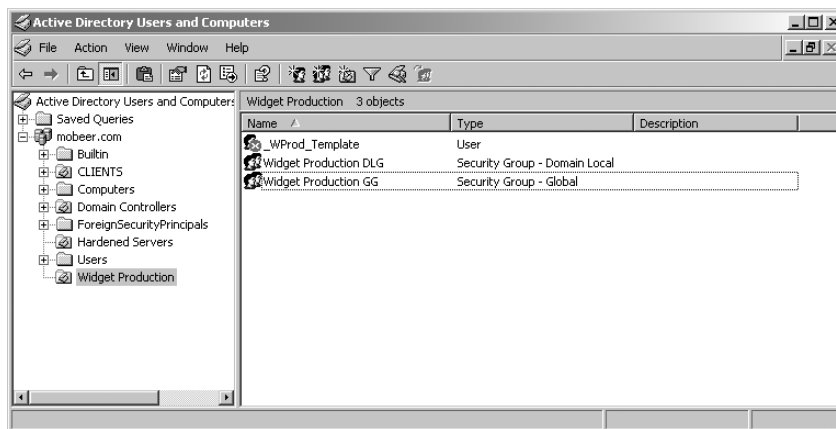 Active Directory Users and Computers
File Action View Window Help
Active Directory Users and Computers
Saved Queries
mobeer.com
Builtin
CLIENTS
Computers
Domain Controllers
ForeignSecurityPrincipals
Hardened Servers
Users
Widget Production
Widget Production 3 objects
Name Type Description
_WProd_Template User
Widget Production DLG Security Group - Domain Local
Widget Production GG Security Group - Global